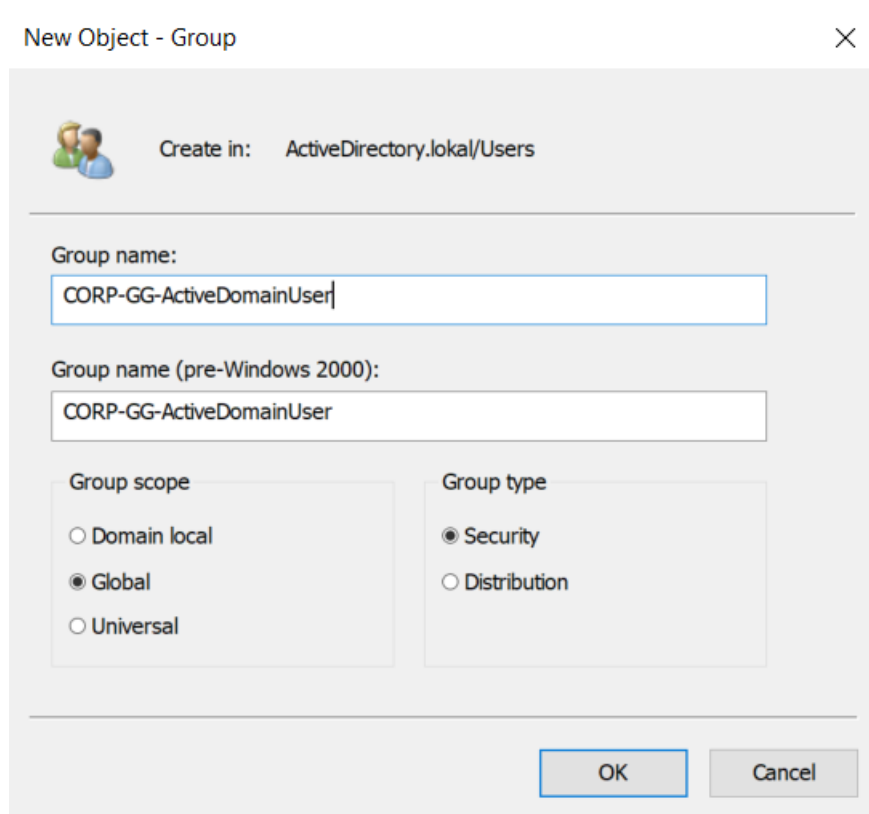 New Object - Group
Create in: ActiveDirectory.lokal/Users
Group name:
CORP-GG-ActiveDomainUser
Group name (pre-Windows 2000):
CORP-GG-ActiveDomainUser
Group scope
Domain local
Global
Universal
Group type
Security
Distribution
OK
Cancel